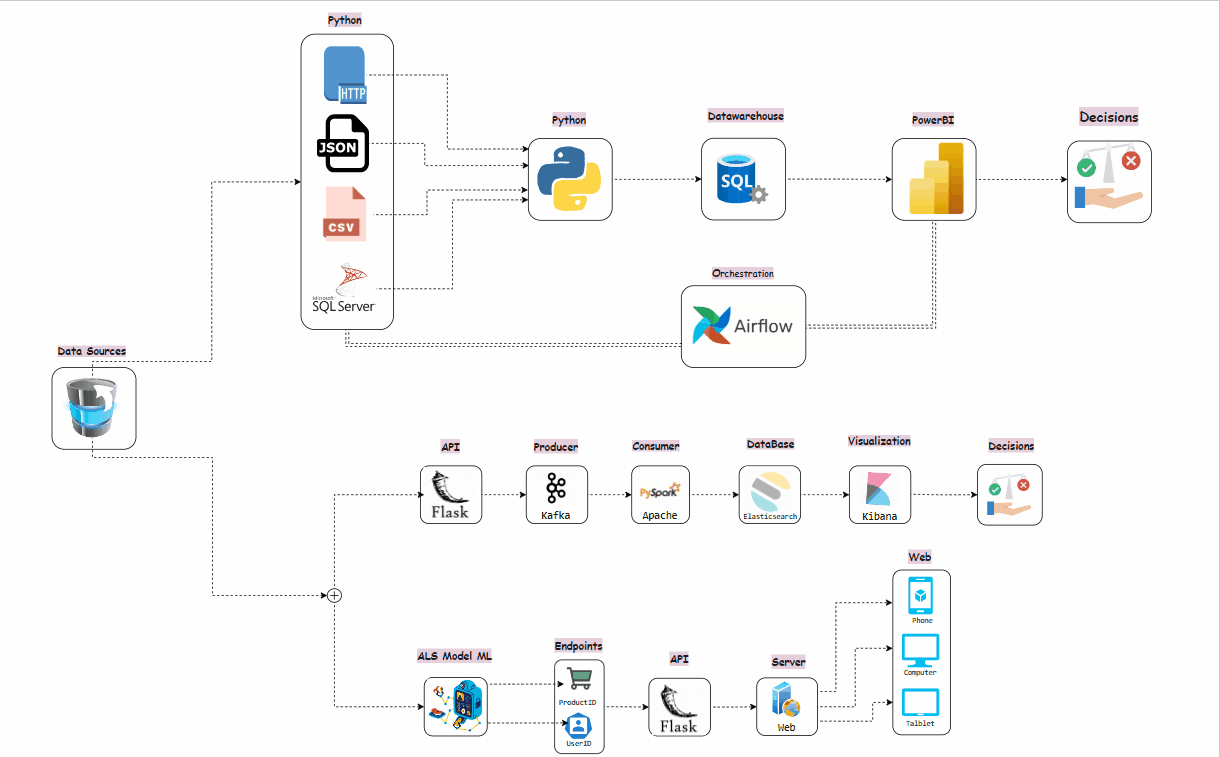 Python
HTTP
JSON
CSV
Microsoft
SQL Server
Python
Datawarehouse
SQL
PowerBI
Decisions
Orchestration
Airflow
Data Sources
API
Flask
Producer
Kafka
Consumer
PySpark
Apache
DataBase
Elasticsearch
Visualization
Kibana
Decisions
ALS Model ML
Endpoints
ProductID
UserID
API
Flask
Server
Web
Web
Phone
Computer
Talblet